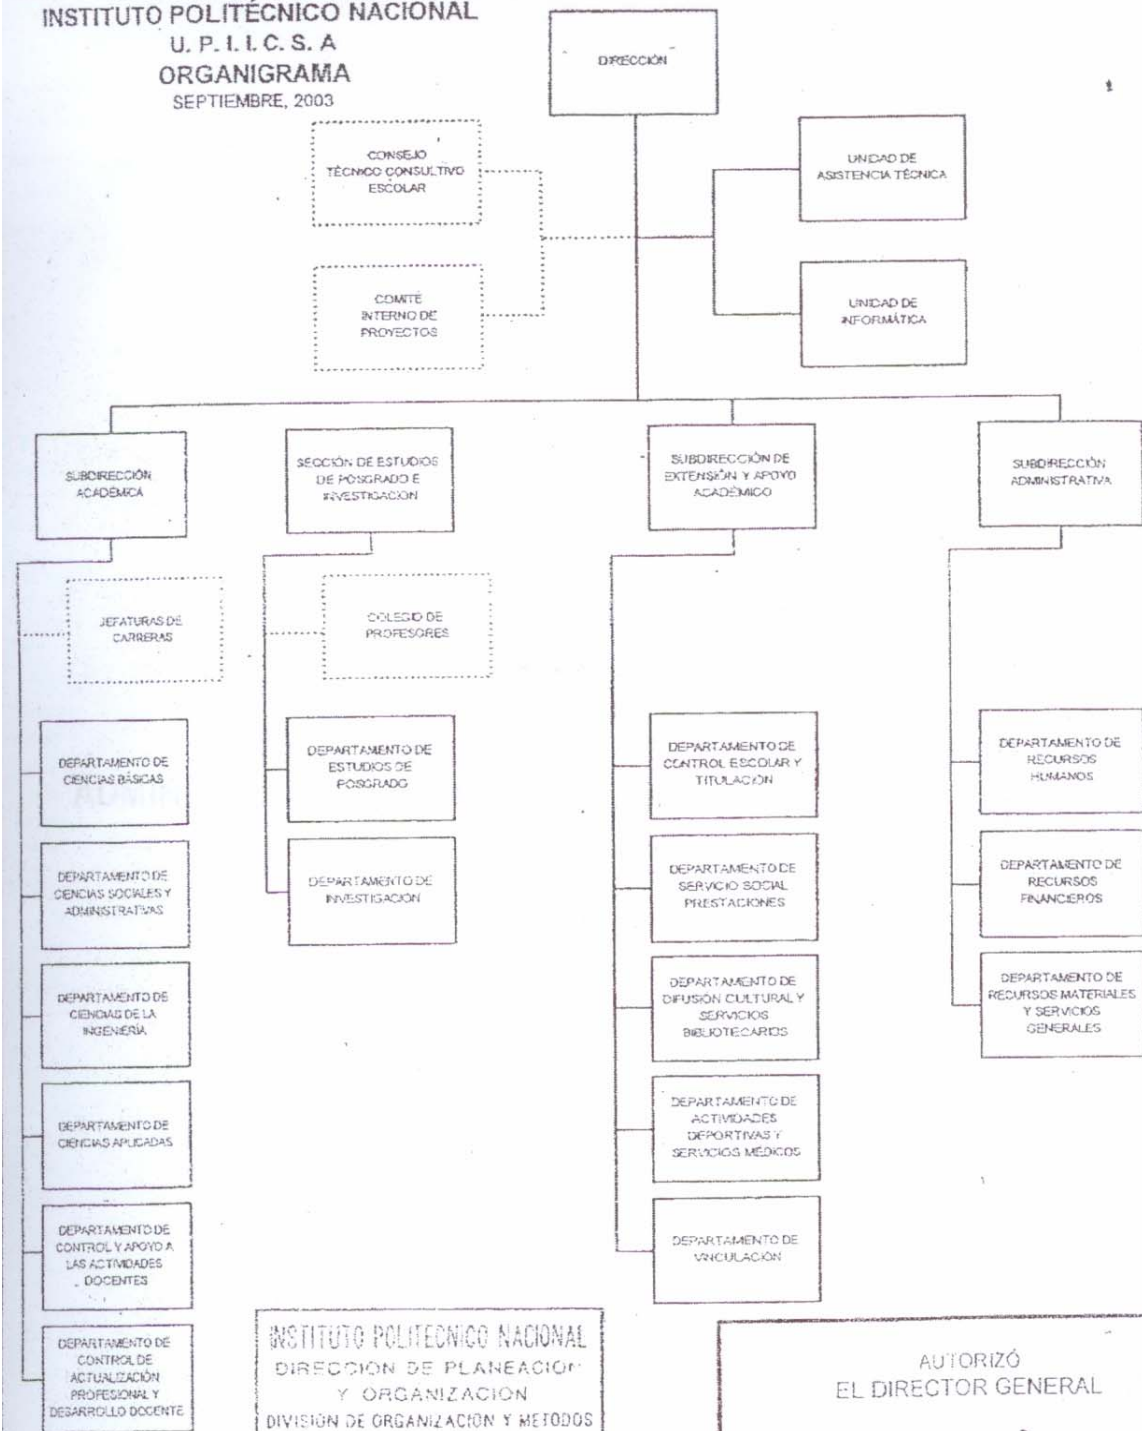 INSTITUTO POLITÉCNICO NACIONAL
U. P. I. I. C. S. A
ORGANIGRAMA
SEPTIEMBRE, 2003
DIRECCIÓN
CONSEJO
TÉCNICO CONSULTIVO
ESCOLAR
UNIDAD DE
ASISTENCIA TÉCNICA
COMITÉ
INTERNO DE
PROYECTOS
UNIDAD DE
INFORMÁTICA
SUBDIRECCIÓN
ACADÉMICA
SECCIÓN DE ESTUDIOS
DE POSGRADO E
INVESTIGACIÓN
SUBDIRECCIÓN DE
EXTENSIÓN Y APOYO
ACADÉMICO
SUBDIRECCIÓN
ADMINISTRATIVA
JEFATURAS DE
CARRERAS
COLEGIO DE
PROFESORES
DEPARTAMENTO DE
CIENCIAS BÁSICAS
DEPARTAMENTO DE
ESTUDIOS DE
POSGRADO
DEPARTAMENTO DE
CONTROL ESCOLAR Y
TITULACIÓN
DEPARTAMENTO DE
RECURSOS
HUMANOS
DEPARTAMENTO DE
CIENCIAS SOCIALES Y
ADMINISTRATIVAS
DEPARTAMENTO DE
INVESTIGACIÓN
DEPARTAMENTO DE
SERVICIO SOCIAL
PRESTACIONES
DEPARTAMENTO DE
RECURSOS
FINANCIEROS
DEPARTAMENTO DE
CIENCIAS DE LA
INGENIERÍA
DEPARTAMENTO DE
DIFUSIÓN CULTURAL Y
SERVICIOS
BIBLIOTECARIOS
DEPARTAMENTO DE
RECURSOS MATERIALES
Y SERVICIOS
GENERALES
DEPARTAMENTO DE
CIENCIAS APLICADAS
DEPARTAMENTO DE
ACTIVIDADES
DEPORTIVAS Y
SERVICIOS MÉDICOS
DEPARTAMENTO DE
CONTROL Y APOYO A
LAS ACTIVIDADES
DOCENTES
DEPARTAMENTO DE
VINCULACIÓN
DEPARTAMENTO DE
CONTROL DE
ACTUALIZACIÓN
PROFESIONAL Y
DESARROLLO DOCENTE
INSTITUTO POLITECNICO NACIONAL
DIRECCION DE PLANEACION
Y ORGANIZACION
DIVISION DE ORGANIZACION Y METODOS
AUTORIZÓ
EL DIRECTOR GENERAL